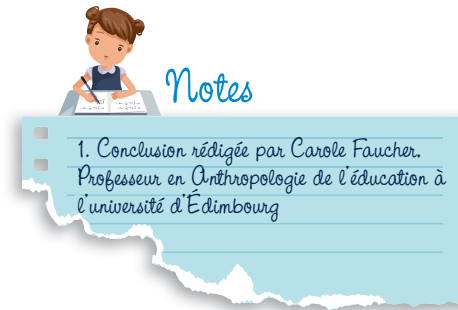 Notes
1. Conclusion rédigée par Carole Faucher.
Professeur en Anthropologie de l'éducation à
l'université d'Édimbourg